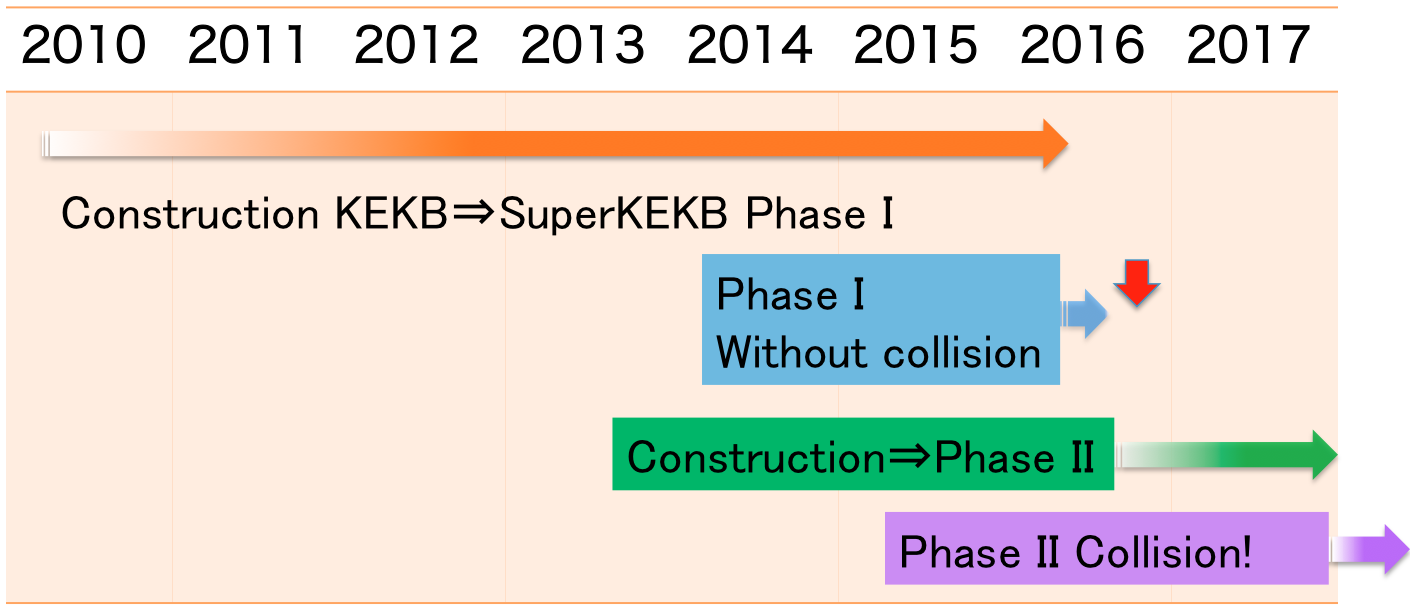 2010 2011 2012 2013 2014 2015 2016 2017
Construction KEKB⇒SuperKEKB Phase I
Phase I
Without collision
Construction⇒Phase II
Phase II Collision!